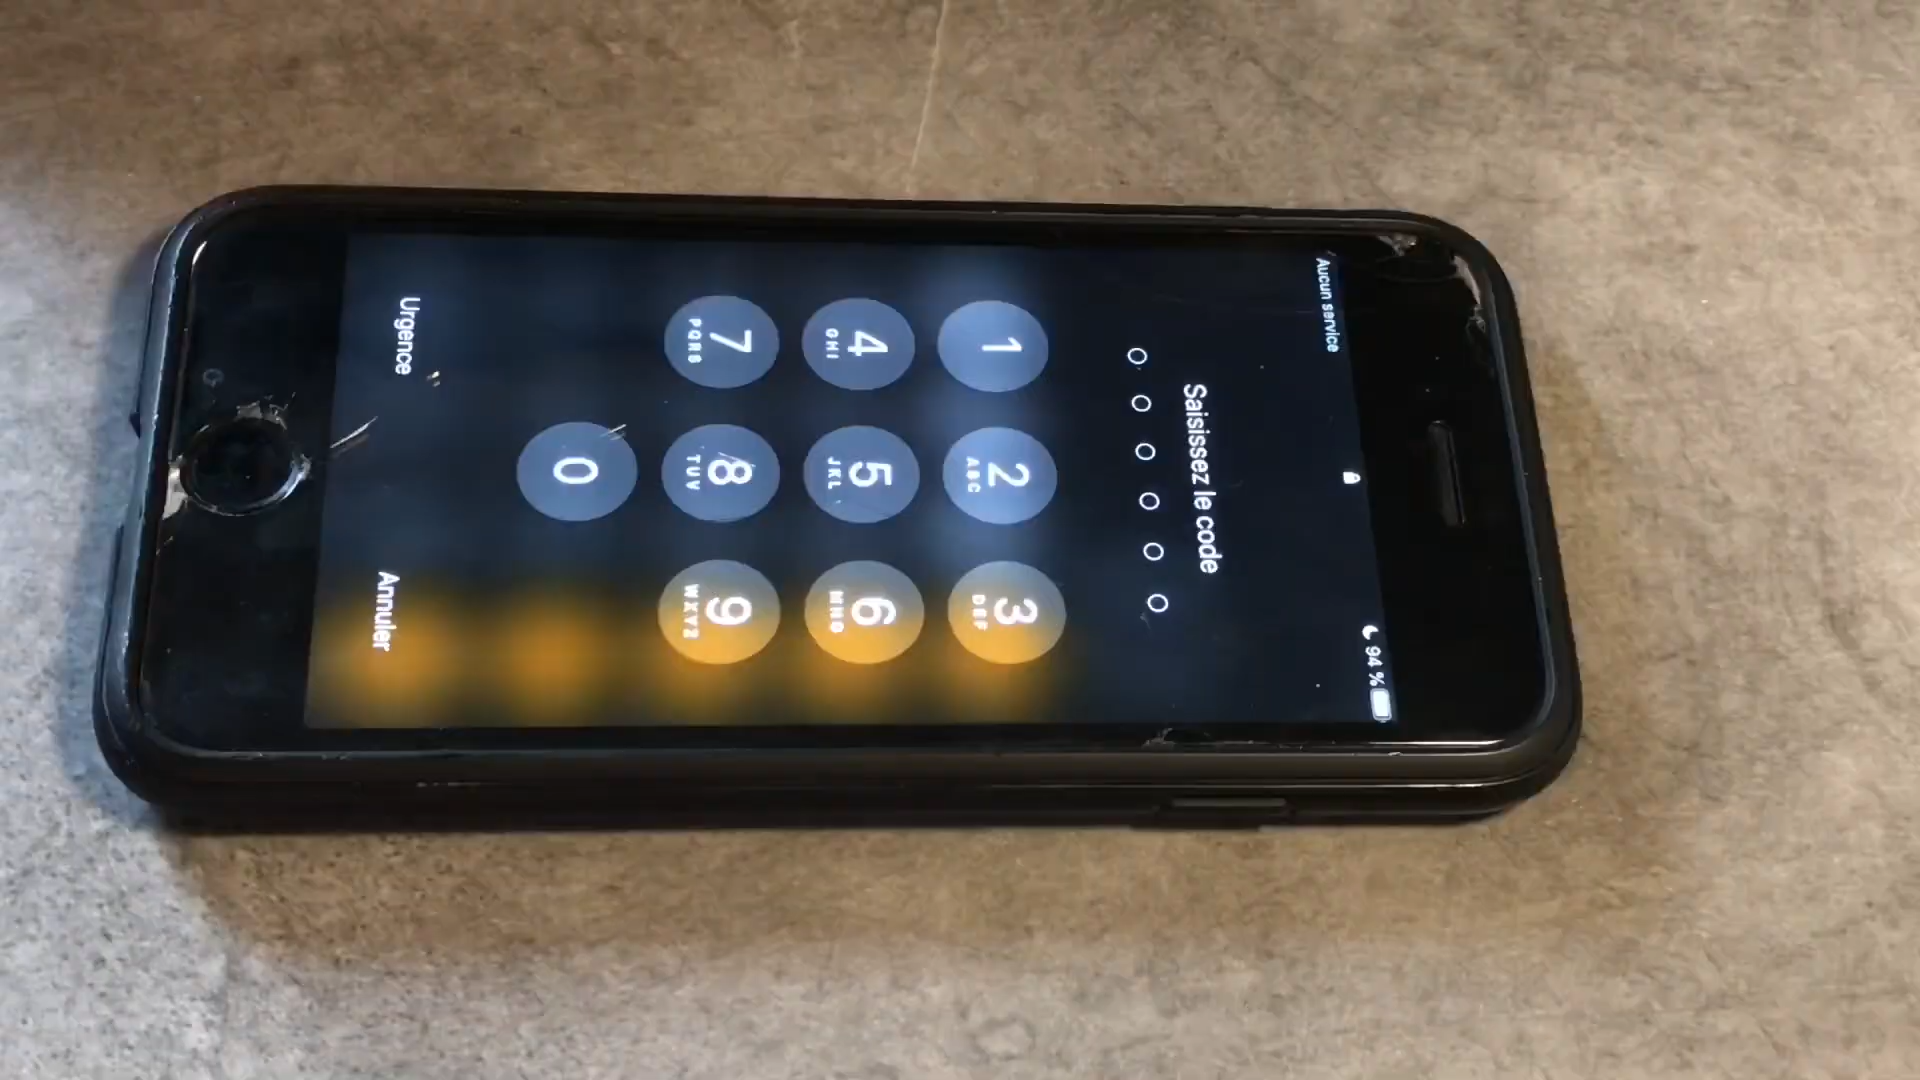 Aucun service
94 %
Saisissez le code
1
2
ABC
3
DEF
4
GHI
5
JKL
6
MNO
7
PQRS
8
TUV
9
WXYZ
0
Urgence
Annuler